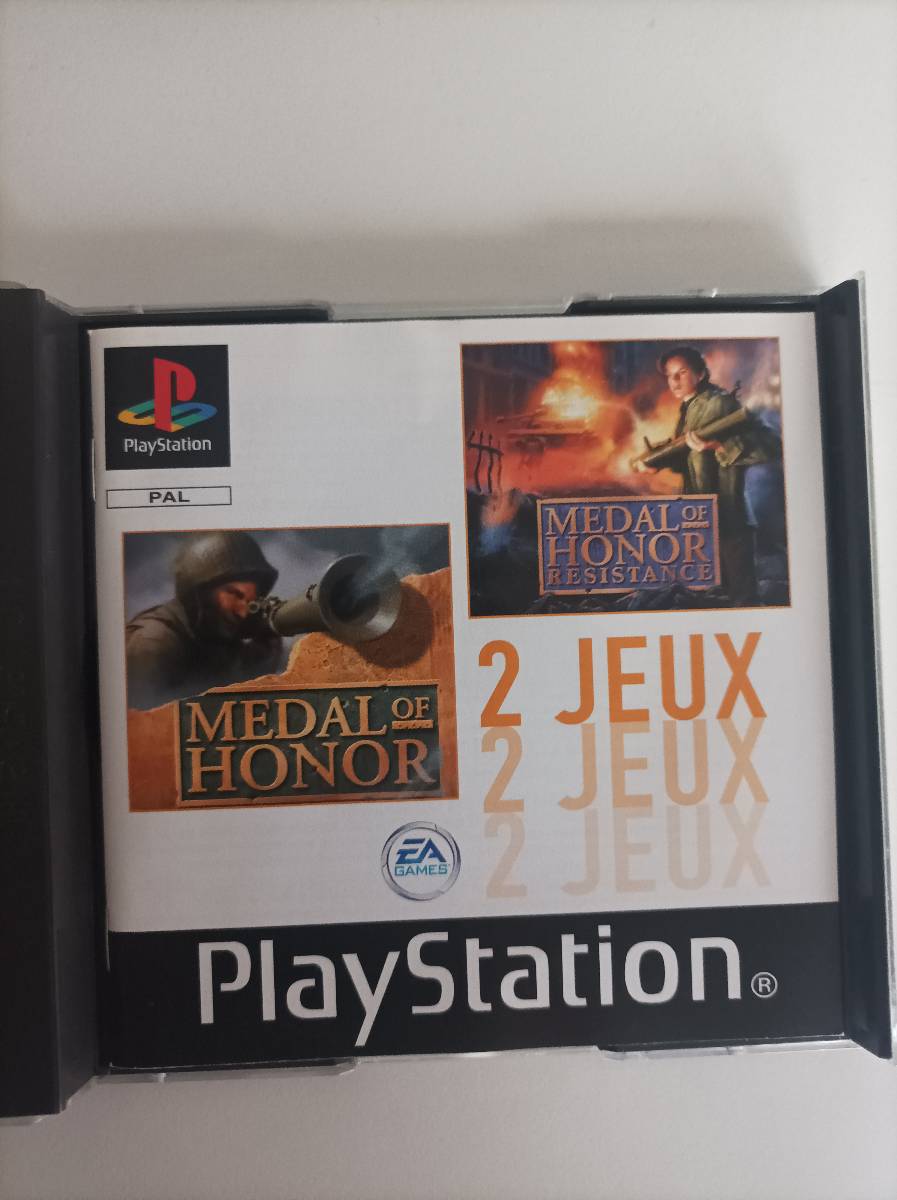 PlayStation
PAL
MEDAL OF
HONOR
RESISTANCE
MEDAL OF
HONOR
2 JEUX
2 JEUX
2 JEUX
EA
GAMES
PlayStation®